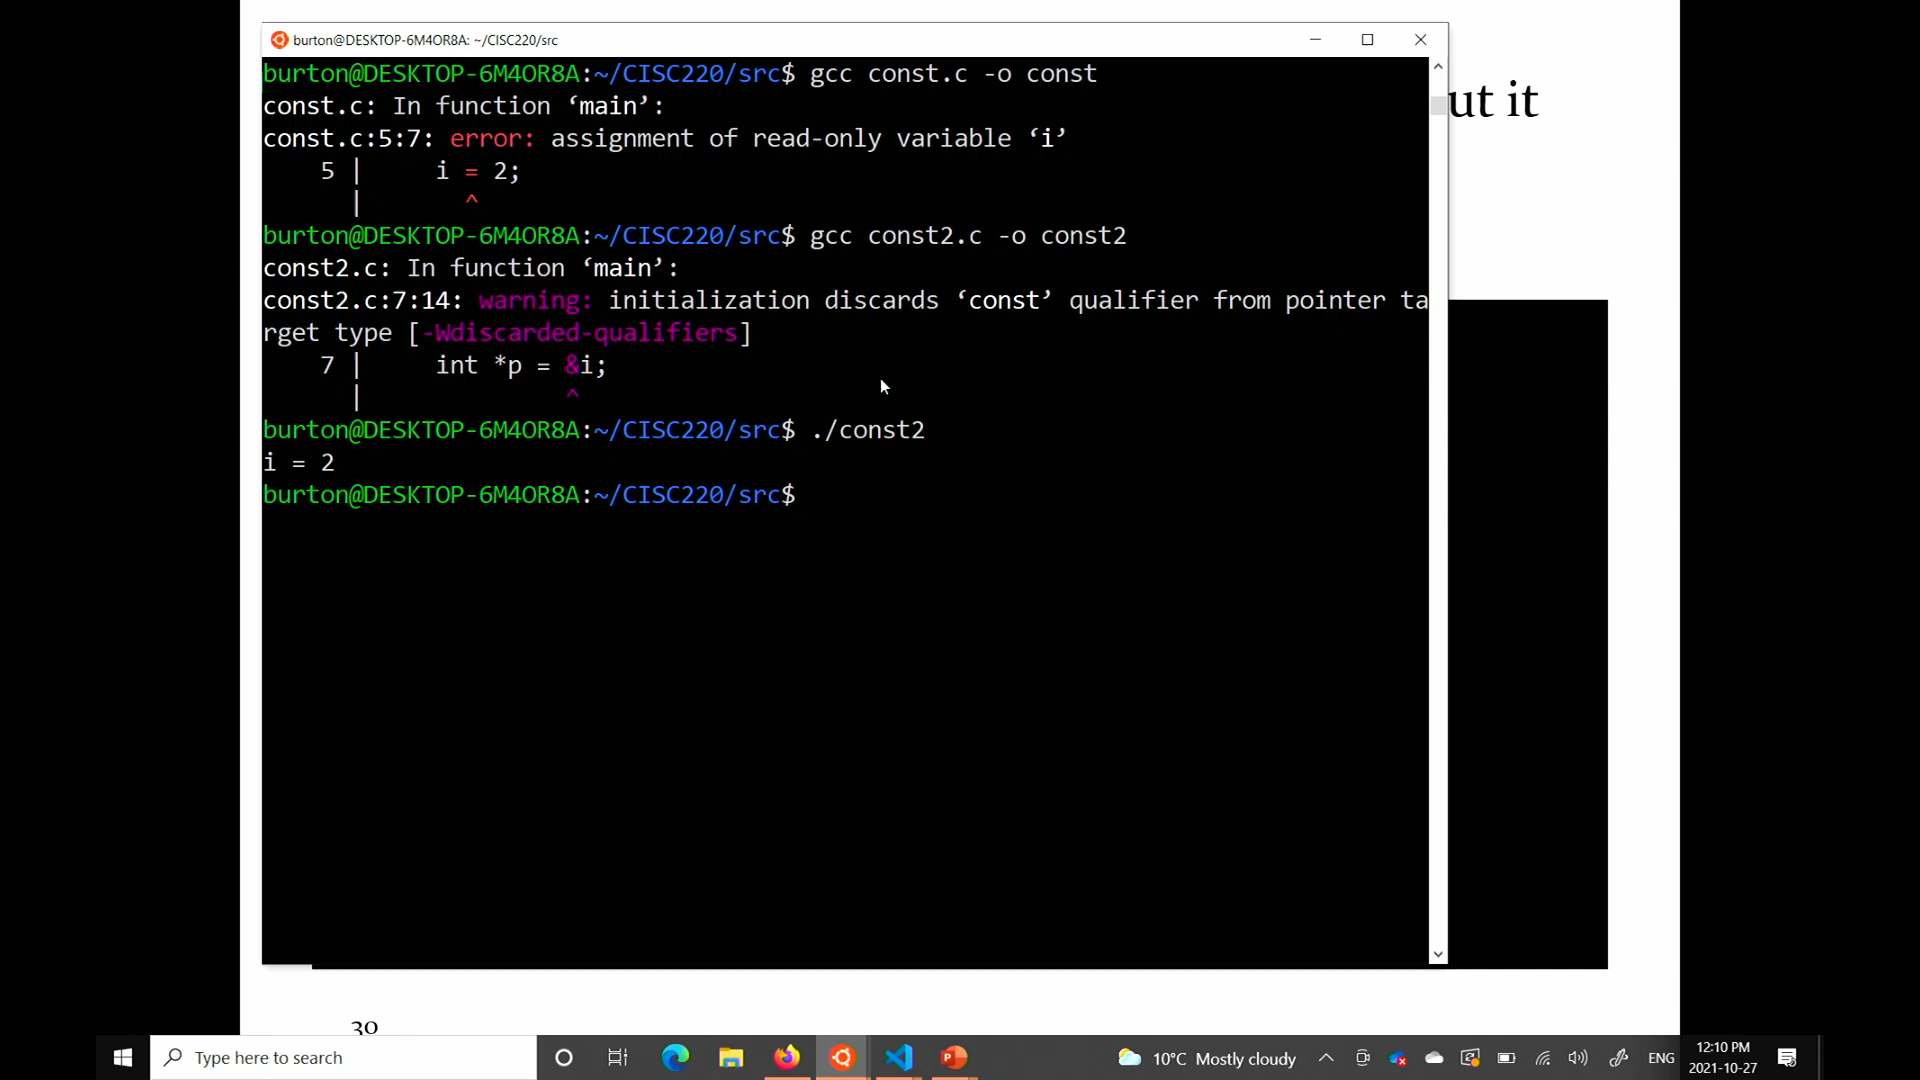 burton@DESKTOP-6M4OR8A: ~/CISC220/src
burton@DESKTOP-6M4OR8A:~/CISC220/src$ gcc const.c -o const
const.c: In function ‘main’:
const.c:5:7: error: assignment of read-only variable ‘i’
5 |     i = 2;
|       ^
burton@DESKTOP-6M4OR8A:~/CISC220/src$ gcc const2.c -o const2
const2.c: In function ‘main’:
const2.c:7:14: warning: initialization discards ‘const’ qualifier from pointer ta
rget type [-Wdiscarded-qualifiers]
7 |     int *p = &i;
|              ^
burton@DESKTOP-6M4OR8A:~/CISC220/src$ ./const2
i = 2
burton@DESKTOP-6M4OR8A:~/CISC220/src$
ut it
30
Type here to search
10°C Mostly cloudy
ENG
12:10 PM
2021-10-27